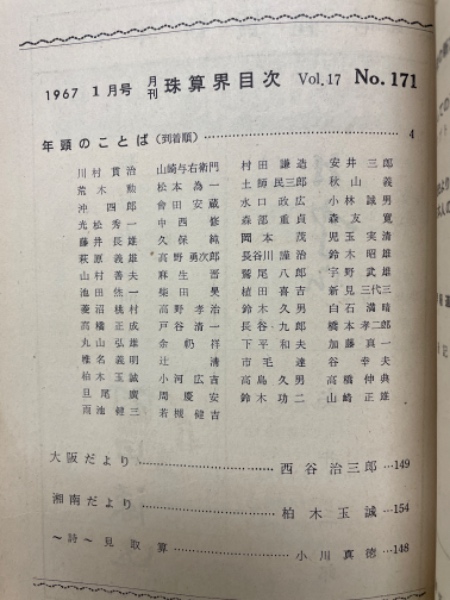 1967 1月号 月刊 珠算界目次 Vol.17 No.171
年頭のことば(到着順)……4
川村貫治 山崎与右衛門 村田謙造 安井三郎
荒木勲 松本為一 土師民三郎 秋山義
沖四郎 會田安蔵 水口政広 小林誠男
光松秀一 中西修 森部重貞 森友寛
藤井長雄 久保純 岡本茂 児玉実清
萩原義雄 高野勇次郎 長谷川謹治 鈴木昭雄
山村善夫 麻生晋 鷲尾八郎 宇野武雄
池田恷一 柴田昊 植田喜吉 新見三代三
菱沼桃村 高野孝治 鈴木久男 白石満晴
高橋正成 戸谷清一 長谷九郎 橋本孝二郎
丸山弘雄 余礽祥 下平和夫 加藤真一
椎名義明 辻清 市毛達 谷幸夫
柏木玉誠 小河広吉 高島久男 高橋伸典
旦尾廣 周慶安 鈴木功二 山崎正雄
雨池健三 若槻健吉
大阪だより……西谷治三郎…149
湘南だより……柏木玉誠…154
~詩~見取算……小川真徳…148